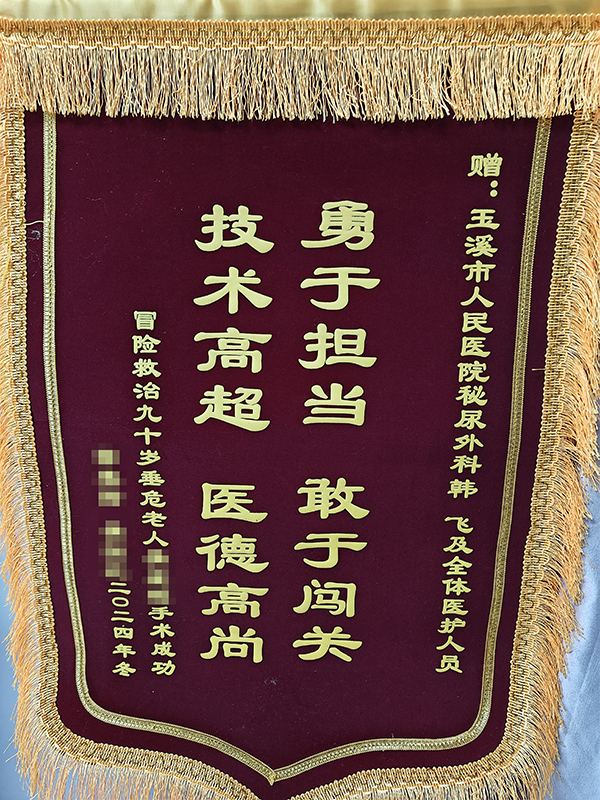 赠：玉溪市人民医院秘尿外科韩 飞及全体医护人员
勇于担当 敢于闯关
技术高超 医德高尚
冒险救治九十岁垂危老人手术成功
二〇二四年冬